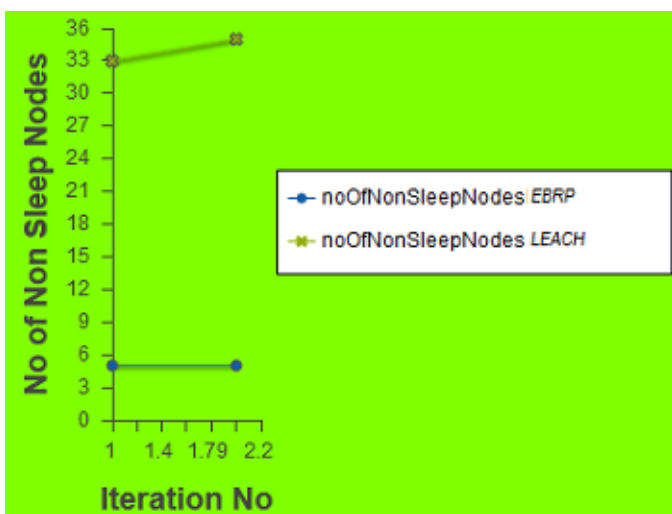 No of Non Sleep Nodes
36
33
30
27
24
21
18
15
12
9
6
3
0
1 1.4 1.79 2.2
Iteration No
noOfNonSleepNodes EBRP
noOfNonSleepNodes LEACH